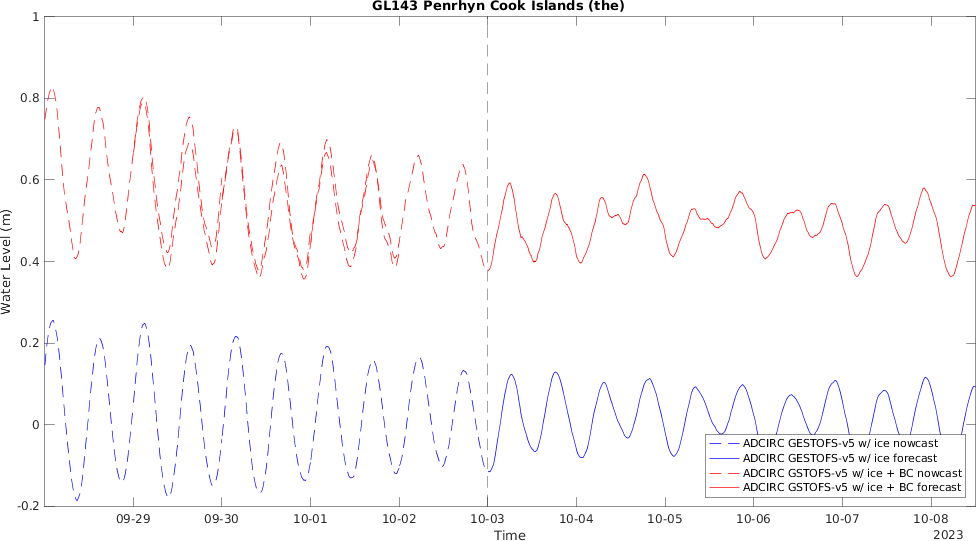 GL143 Penrhyn Cook Islands (the)
1
0.8
0.6
0.4
0.2
0
-0.2
Water Level (m)
09-29 09-30 10-01 10-02 10-03 10-04 10-05 10-06 10-07 10-08
Time
2023
ADCIRC GESTOFS-v5 w/ ice nowcast
ADCIRC GESTOFS-v5 w/ ice forecast
ADCIRC GSTOFS-v5 w/ ice + BC nowcast
ADCIRC GSTOFS-v5 w/ ice + BC forecast